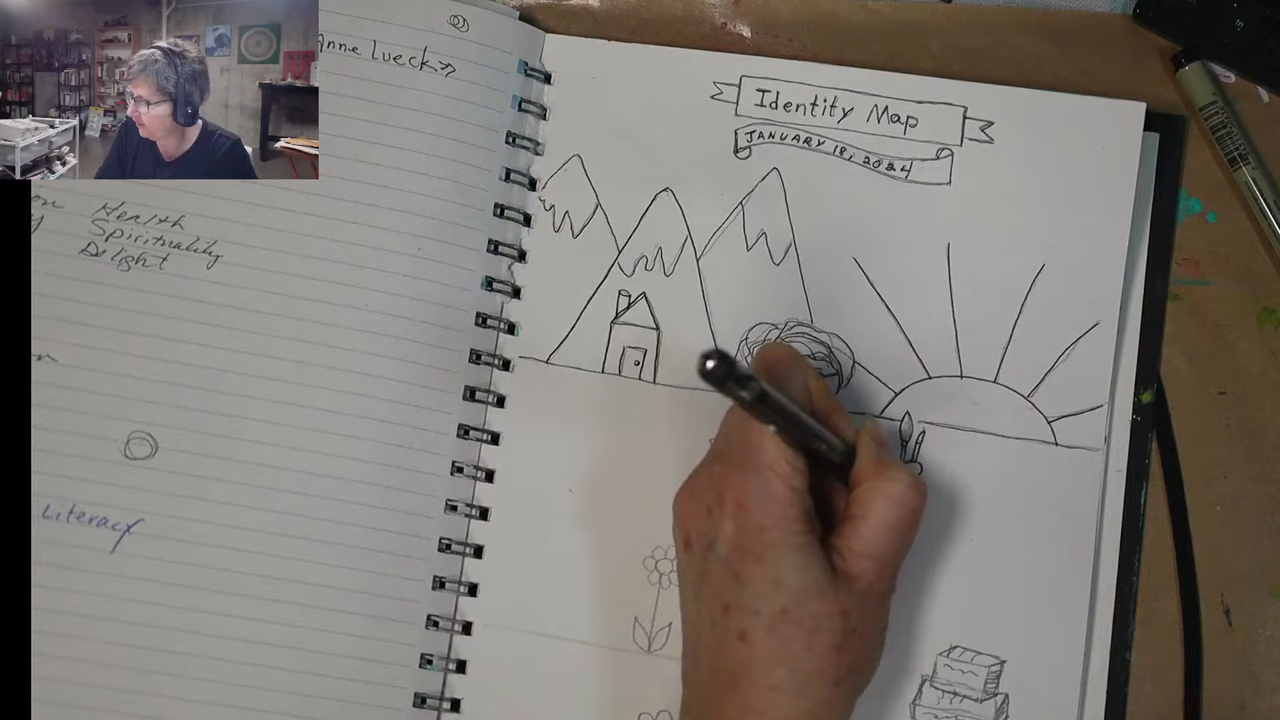 Anne Lueck
Health
Spirituality
Delight
Literacy
Identity Map
JANUARY 18, 2024